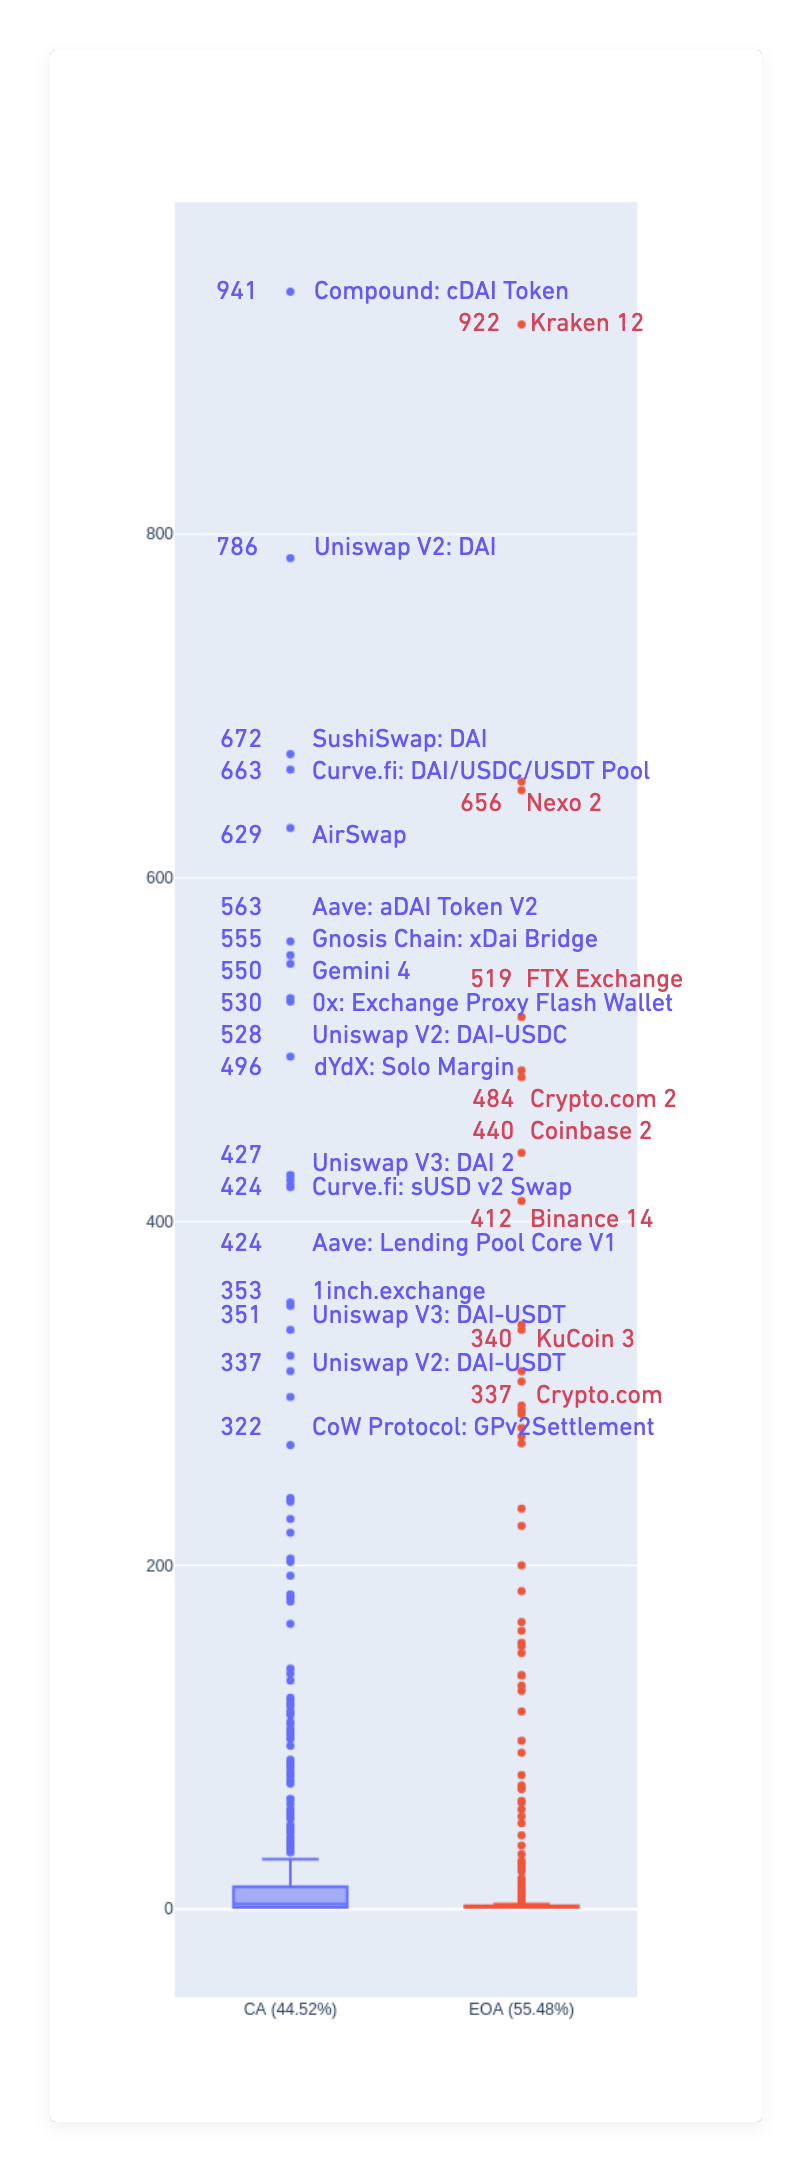 941 Compound: cDAI Token
922 Kraken 12
800
786 Uniswap V2: DAI
672 SushiSwap: DAI
663 Curve.fi: DAI/USDC/USDT Pool
656 Nexo 2
629 AirSwap
600
563 Aave: aDAI Token V2
555 Gnosis Chain: xDai Bridge
550 Gemini 4
519 FTX Exchange
530 0x: Exchange Proxy Flash Wallet
528 Uniswap V2: DAI-USDC
496 dYdX: Solo Margin
484 Crypto.com 2
440 Coinbase 2
427 Uniswap V3: DAI 2
424 Curve.fi: sUSD v2 Swap
412 Binance 14
400
424 Aave: Lending Pool Core V1
353 1inch.exchange
351 Uniswap V3: DAI-USDT
340 KuCoin 3
337 Uniswap V2: DAI-USDT
337 Crypto.com
322 CoW Protocol: GPv2Settlement
200
0
CA (44.52%) EOA (55.48%)